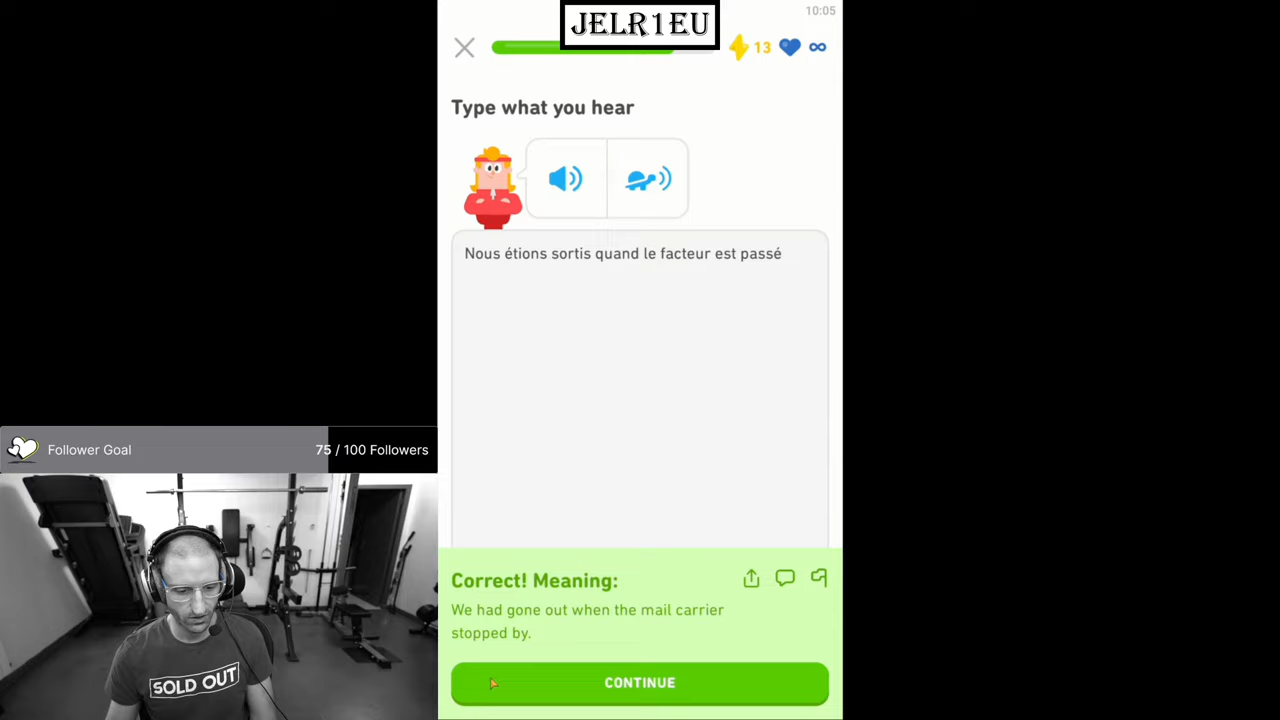 JELR1EU
10:05
13
Type what you hear
Nous étions sortis quand le facteur est passé
Follower Goal
75 / 100 Followers
SOLD OUT
Correct! Meaning:
We had gone out when the mail carrier
stopped by.
CONTINUE